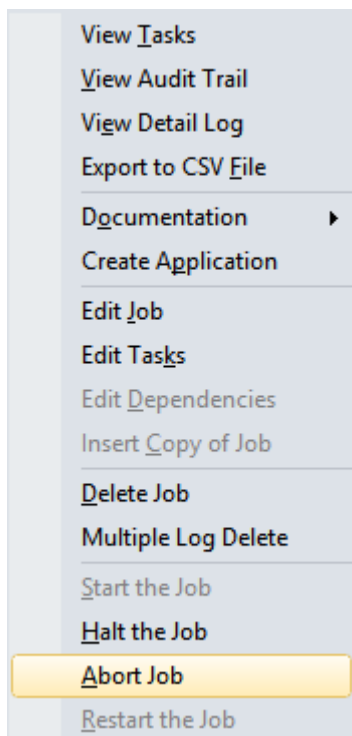 View Tasks
View Audit Trail
View Detail Log
Export to CSV File
Documentation
Create Application
Edit Job
Edit Tasks
Edit Dependencies
Insert Copy of Job
Delete Job
Multiple Log Delete
Start the Job
Halt the Job
Abort Job
Restart the Job